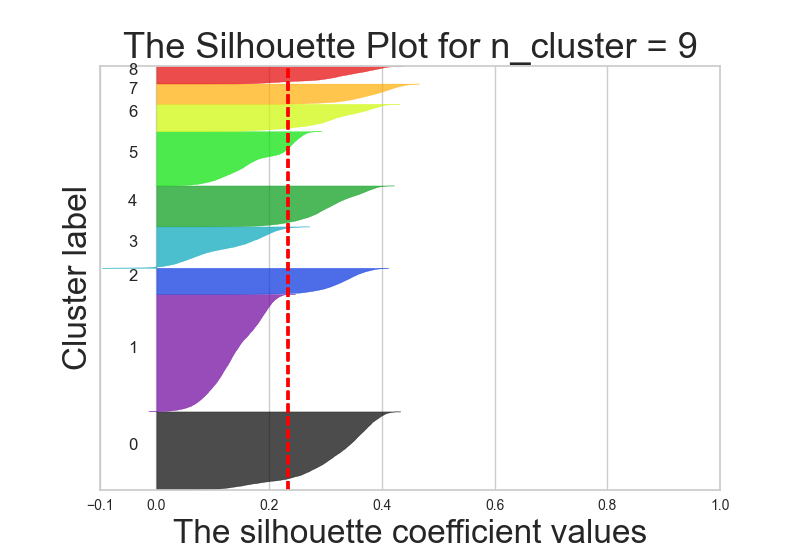 The Silhouette Plot for n_cluster = 9
8
7
6
5
4
3
2
1
0
Cluster label
−0.1 0.0 0.2 0.4 0.6 0.8 1.0
The silhouette coefficient values